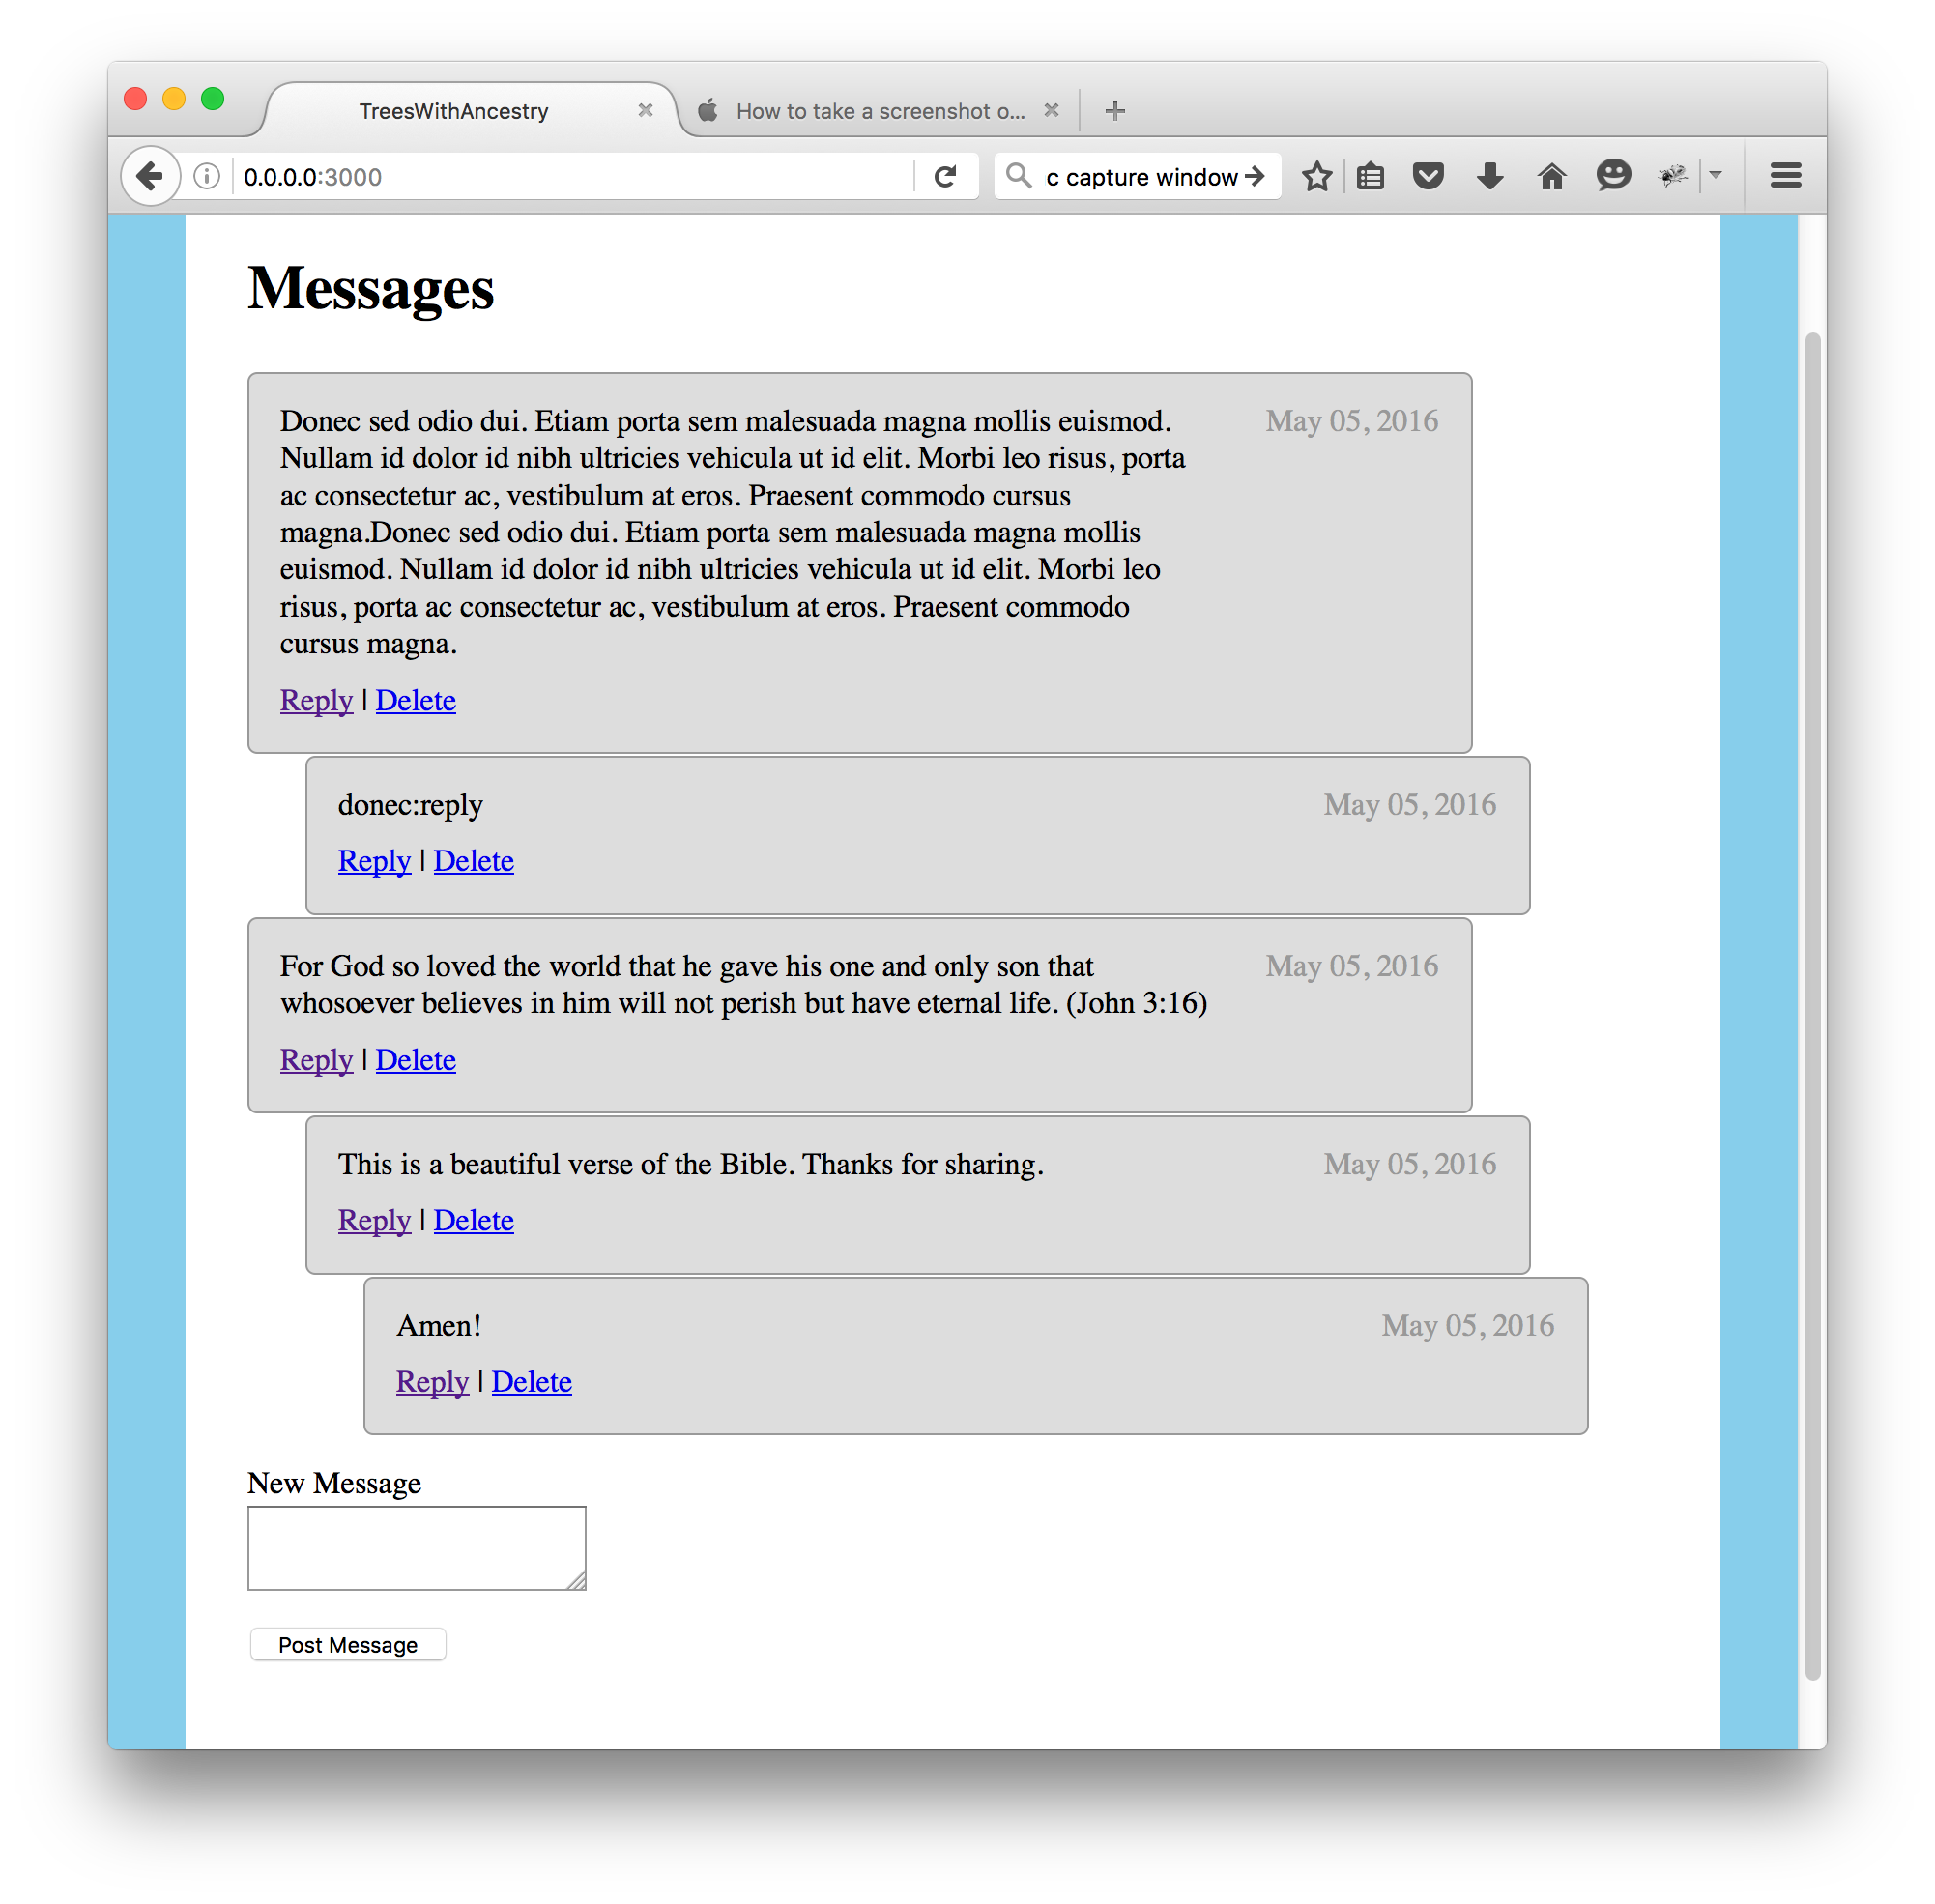 TreesWithAncestry
How to take a screenshot o...
0.0.0.0:3000
c capture window
Messages
Donec sed odio dui. Etiam porta sem malesuada magna mollis euismod.
May 05, 2016
Nullam id dolor id nibh ultricies vehicula ut id elit. Morbi leo risus, porta
ac consectetur ac, vestibulum at eros. Praesent commodo cursus
magna.Donec sed odio dui. Etiam porta sem malesuada magna mollis
euismod. Nullam id dolor id nibh ultricies vehicula ut id elit. Morbi leo
risus, porta ac consectetur ac, vestibulum at eros. Praesent commodo
cursus magna.
Reply | Delete
donec:reply
May 05, 2016
Reply | Delete
For God so loved the world that he gave his one and only son that
May 05, 2016
whosoever believes in him will not perish but have eternal life. (John 3:16)
Reply | Delete
This is a beautiful verse of the Bible. Thanks for sharing.
May 05, 2016
Reply | Delete
Amen!
May 05, 2016
Reply | Delete
New Message
Post Message